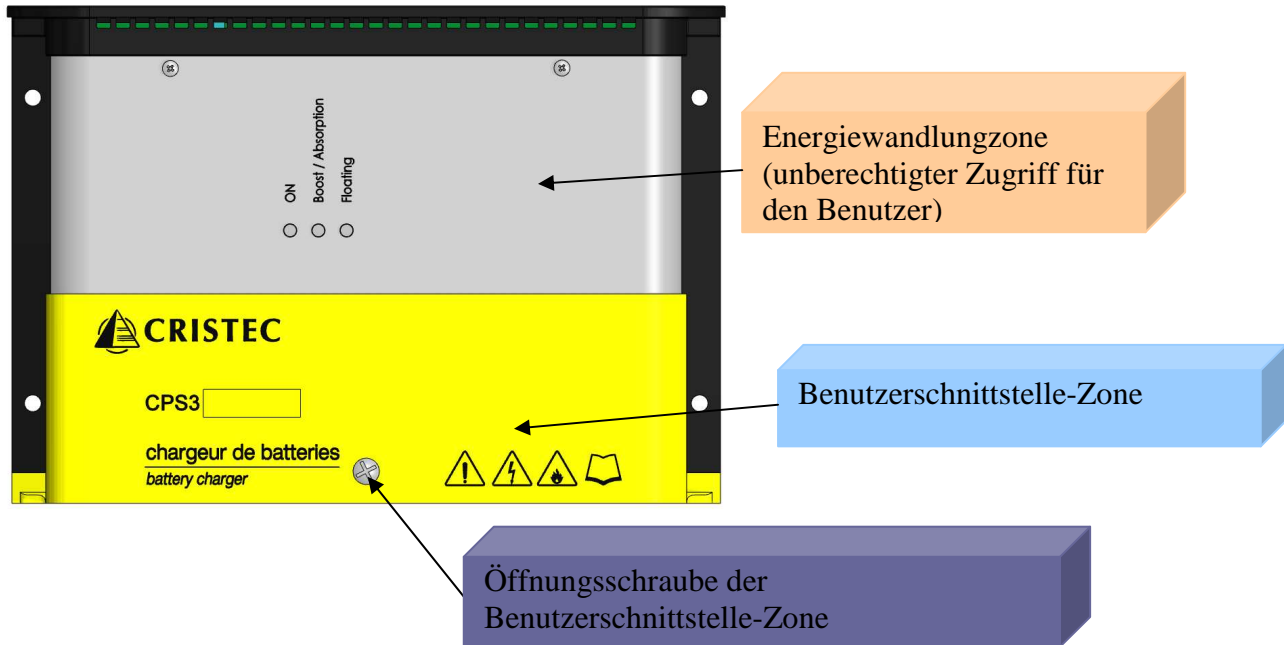 ON
Boost / Absorption
Floating
Energiewandlungzone
(unberechtigter Zugriff für
den Benutzer)
CRISTEC
CPS3
chargeur de batteries
battery charger
Benutzerschnittstelle-Zone
Öffnungsschraube der
Benutzerschnittstelle-Zone